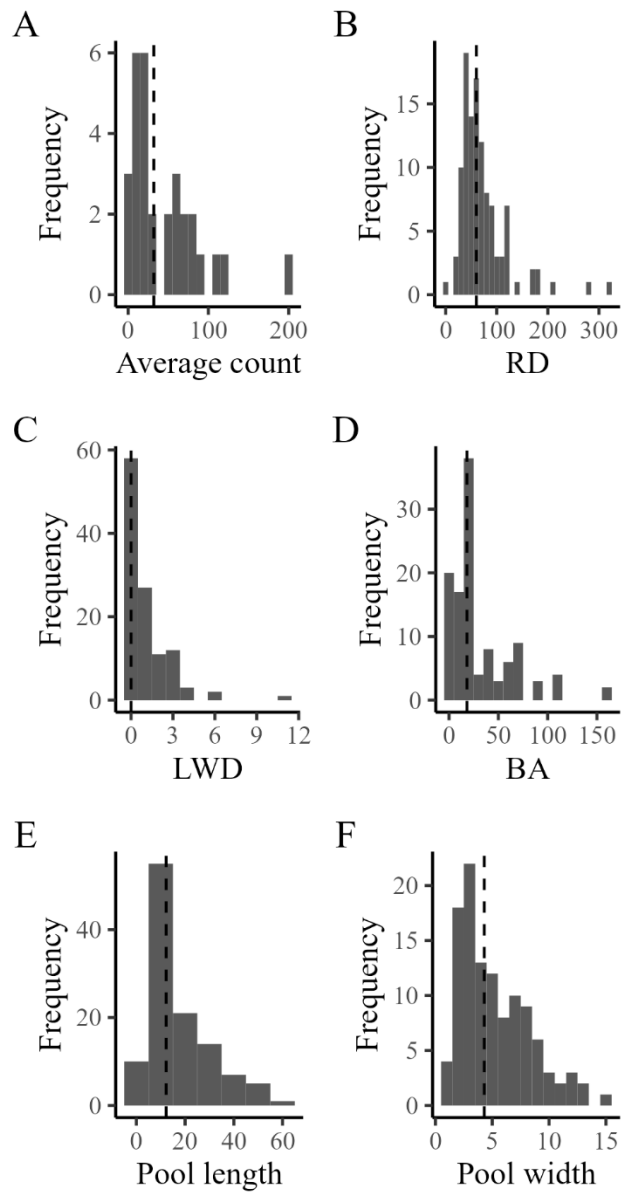 A
B
6
4
2
0
Frequency
0 100 200
Average count
15
10
5
0
Frequency
0 100 200 300
RD
C
D
60
40
20
0
Frequency
0 3 6 9 12
LWD
30
20
10
0
Frequency
0 50 100 150
BA
E
F
40
20
0
Frequency
0 20 40 60
Pool length
20
15
10
5
0
Frequency
0 5 10 15
Pool width